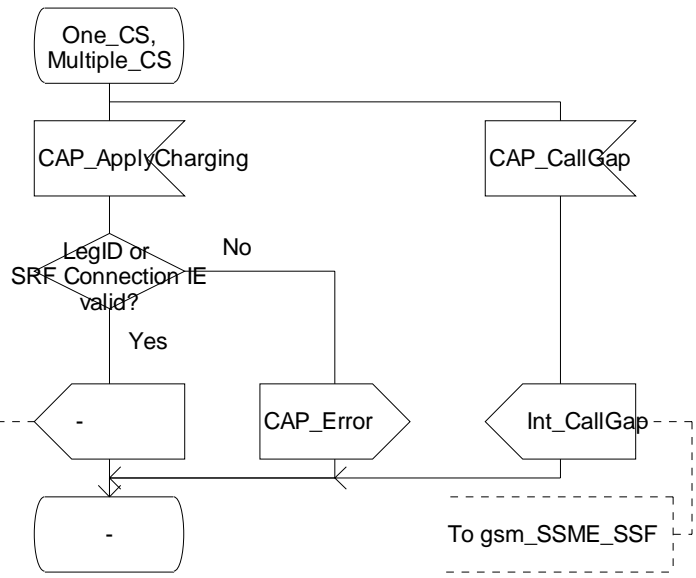 One_CS,
Multiple_CS
CAP_ApplyCharging
CAP_CallGap
LegID or
SRF Connection IE
valid?
No
Yes
-
CAP_Error
Int_CallGap
-
To gsm_SSME_SSF